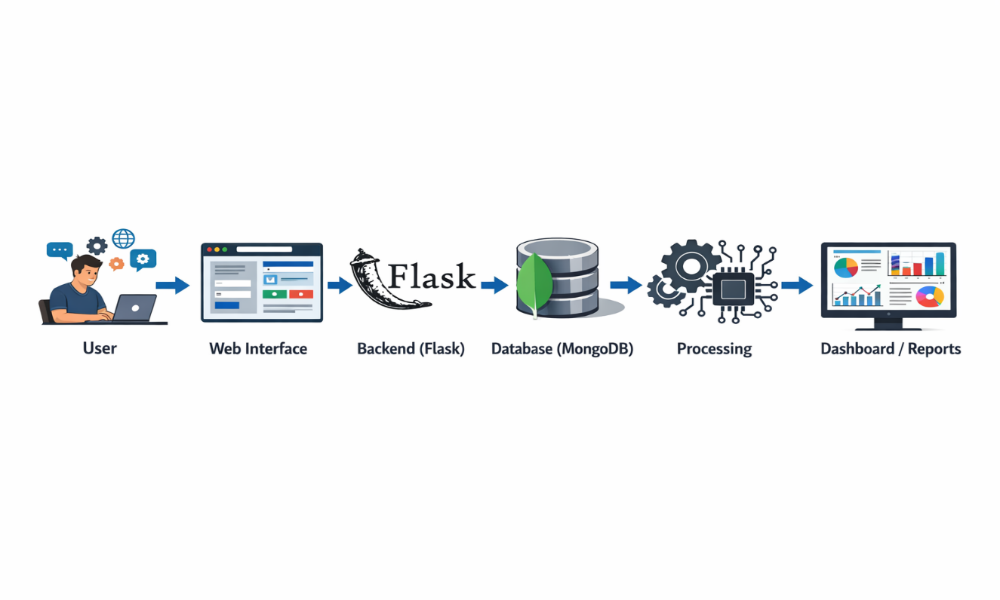 Flask
User
Web Interface
Backend (Flask)
Database (MongoDB)
Processing
Dashboard / Reports